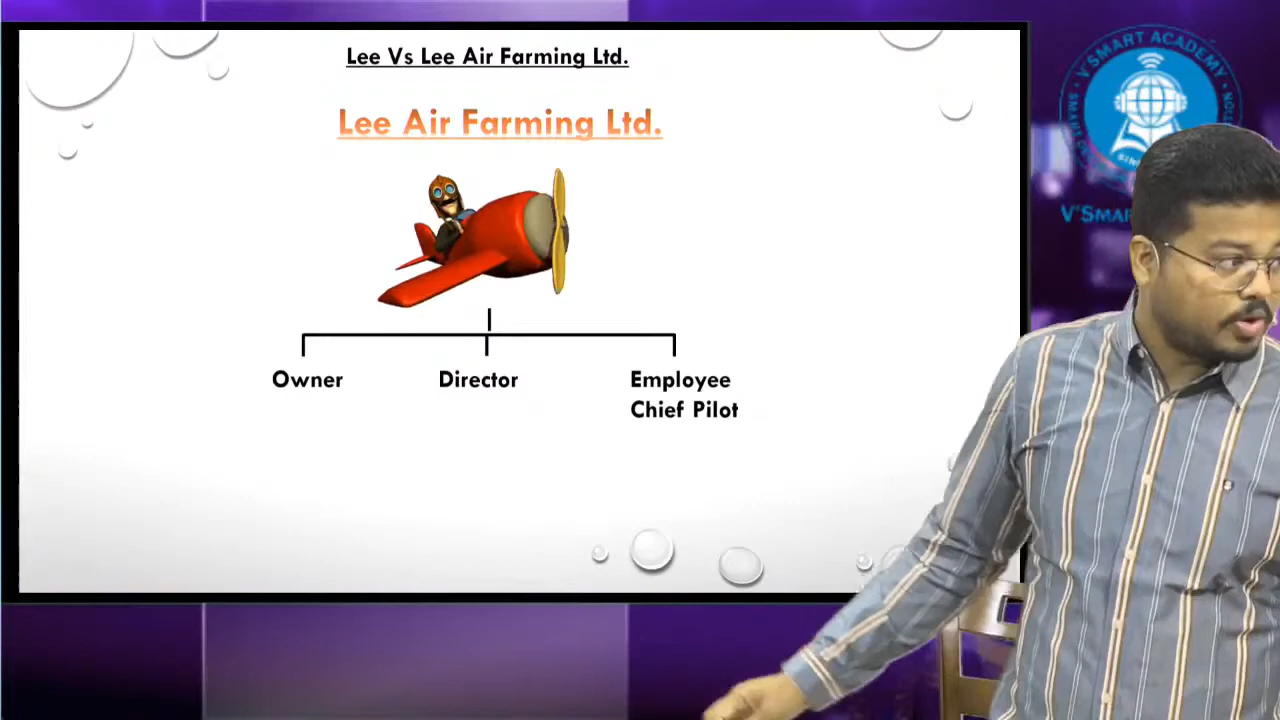 Lee Vs Lee Air Farming Ltd.
Lee Air Farming Ltd.
Owner
Director
Employee
Chief Pilot
V'SMART ACADEMY
V'SMAR